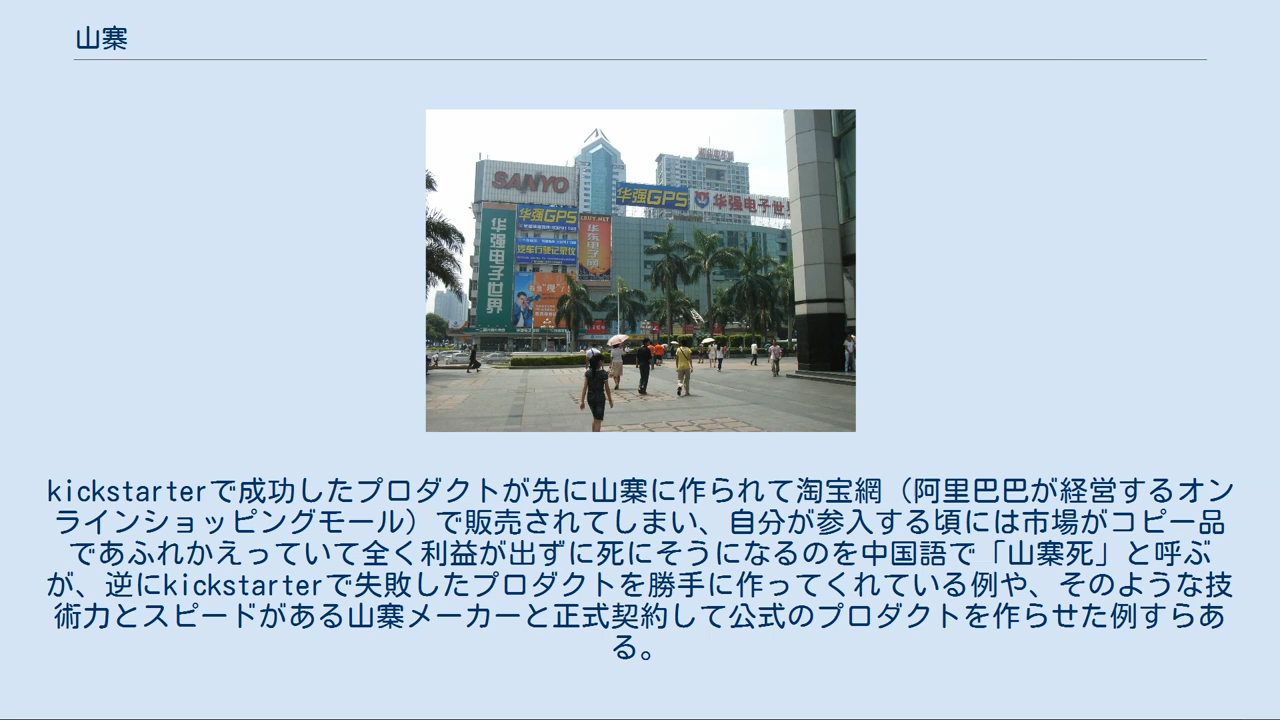 山寨
SANYO
华强GPS
华强电子世界
华强GPS
汽车行驶记录仪
华强电子世界
kickstarterで成功したプロダクトが先に山寨に作られて淘宝網（阿里巴巴が経営するオン
ラインショッピングモール）で販売されてしまい、自分が参入する頃には市場がコピー品
であふれかえっていて全く利益が出ずに死にそうになるのを中国語で「山寨死」と呼ぶ
が、逆にkickstarterで失敗したプロダクトを勝手に作ってくれている例や、そのような技
術力とスピードがある山寨メーカーと正式契約して公式のプロダクトを作らせた例すらあ
る。